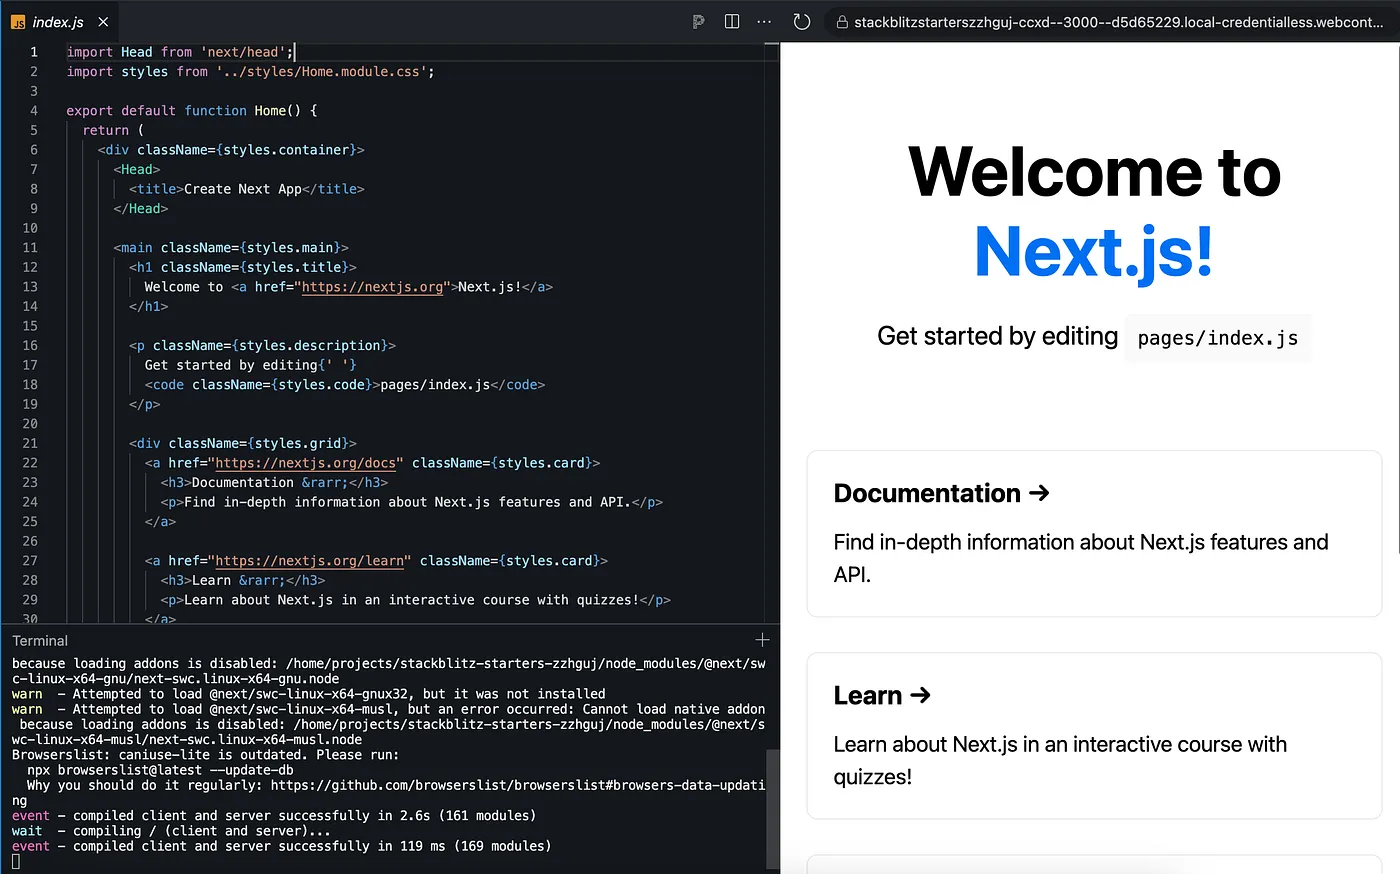 JS index.js ×
stackblitzstarterszzhguj-ccxd--3000--d5d65229.local-credentialless.webcont...
1 import Head from 'next/head';
2 import styles from '../styles/Home.module.css';
3
4 export default function Home() {
5 return (
6 <div className={styles.container}>
7 <Head>
8 <title>Create Next App</title>
9 </Head>
10
11 <main className={styles.main}>
12 <h1 className={styles.title}>
13 Welcome to <a href="https://nextjs.org">Next.js!</a>
14 </h1>
15
16 <p className={styles.description}>
17 Get started by editing{' '}
18 <code className={styles.code}>pages/index.js</code>
19 </p>
20
21 <div className={styles.grid}>
22 <a href="https://nextjs.org/docs" className={styles.card}>
23 <h3>Documentation &rarr;</h3>
24 <p>Find in-depth information about Next.js features and API.</p>
25 </a>
26
27 <a href="https://nextjs.org/learn" className={styles.card}>
28 <h3>Learn &rarr;</h3>
29 <p>Learn about Next.js in an interactive course with quizzes!</p>
30 </a>
Terminal
because loading addons is disabled: /home/projects/stackblitz-starters-zzhguj/node_modules/@next/sw
c-linux-x64-gnu/next-swc.linux-x64-gnu.node
warn - Attempted to load @next/swc-linux-x64-gnux32, but it was not installed
warn - Attempted to load @next/swc-linux-x64-musl, but an error occurred: Cannot load native addon
because loading addons is disabled: /home/projects/stackblitz-starters-zzhguj/node_modules/@next/s
wc-linux-x64-musl/next-swc.linux-x64-musl.node
Browserslist: caniuse-lite is outdated. Please run:
npx browserslist@latest --update-db
Why you should do it regularly: https://github.com/browserslist/browserslist#browsers-data-updati
ng
event - compiled client and server successfully in 2.6s (161 modules)
wait - compiling / (client and server)...
event - compiled client and server successfully in 119 ms (169 modules)
Welcome to
Next.js!
Get started by editing pages/index.js
Documentation →
Find in-depth information about Next.js features and
API.
Learn →
Learn about Next.js in an interactive course with
quizzes!